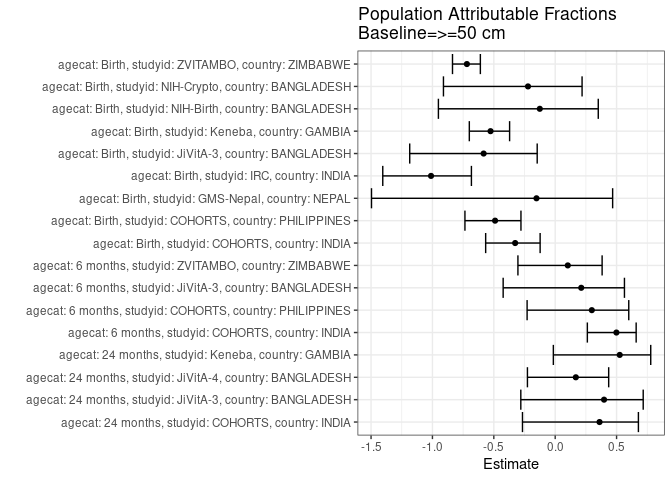 Population Attributable Fractions
Baseline=>=50 cm
agecat: Birth, studyid: ZVITAMBO, country: ZIMBABWE
agecat: Birth, studyid: NIH-Crypto, country: BANGLADESH
agecat: Birth, studyid: NIH-Birth, country: BANGLADESH
agecat: Birth, studyid: Keneba, country: GAMBIA
agecat: Birth, studyid: JiVitA-3, country: BANGLADESH
agecat: Birth, studyid: IRC, country: INDIA
agecat: Birth, studyid: GMS-Nepal, country: NEPAL
agecat: Birth, studyid: COHORTS, country: PHILIPPINES
agecat: Birth, studyid: COHORTS, country: INDIA
agecat: 6 months, studyid: ZVITAMBO, country: ZIMBABWE
agecat: 6 months, studyid: JiVitA-3, country: BANGLADESH
agecat: 6 months, studyid: COHORTS, country: PHILIPPINES
agecat: 6 months, studyid: COHORTS, country: INDIA
agecat: 24 months, studyid: Keneba, country: GAMBIA
agecat: 24 months, studyid: JiVitA-4, country: BANGLADESH
agecat: 24 months, studyid: JiVitA-3, country: BANGLADESH
agecat: 24 months, studyid: COHORTS, country: INDIA
-1.5 -1.0 -0.5 0.0 0.5
Estimate